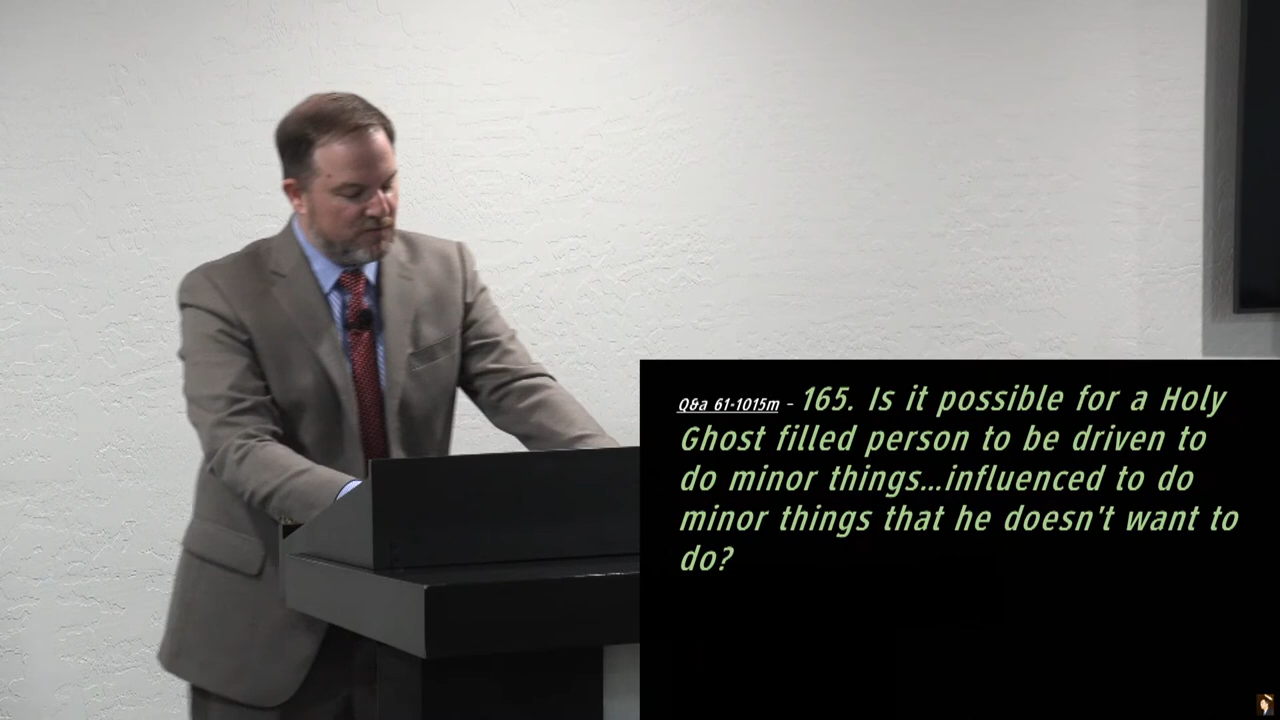 Q&a 61-1015m - 165. Is it possible for a Holy
Ghost filled person to be driven to
do minor things...influenced to do
minor things that he doesn't want to
do?